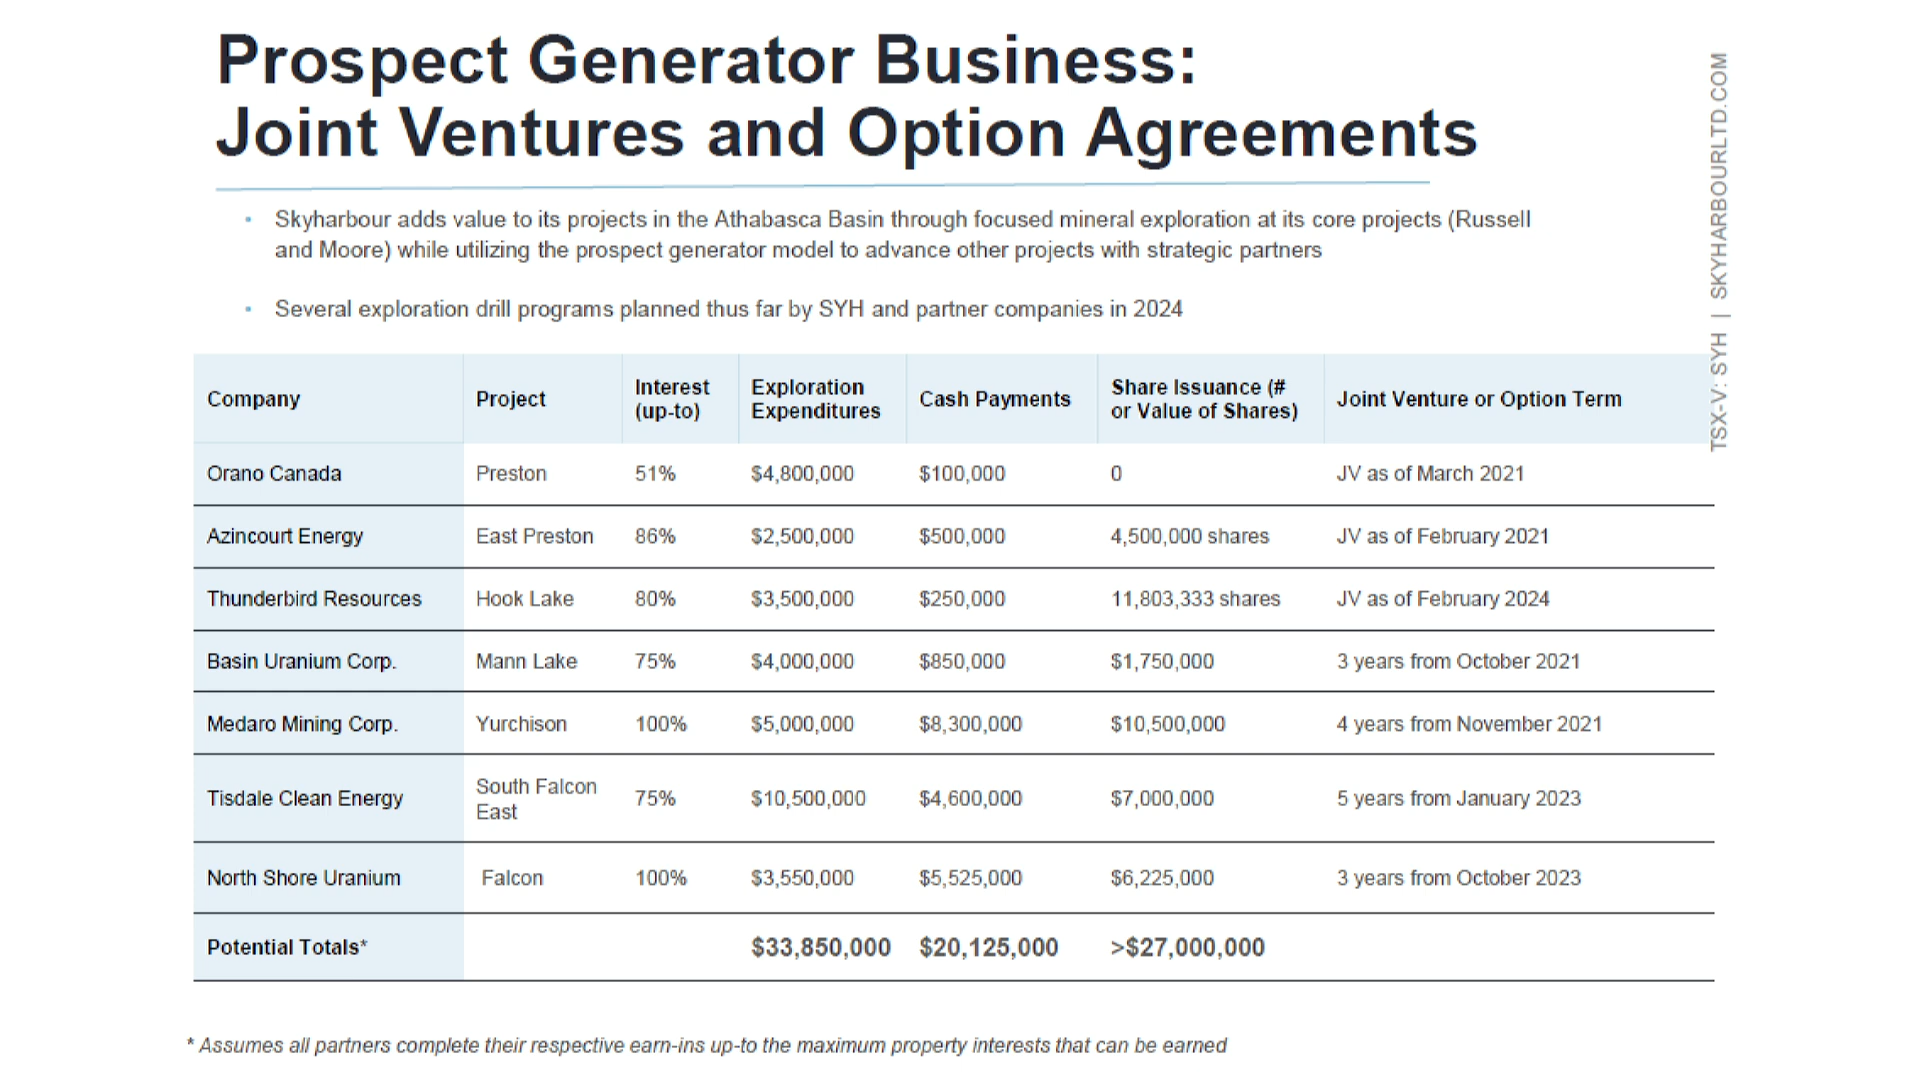 Prospect Generator Business:
Joint Ventures and Option Agreements
• Skyharbour adds value to its projects in the Athabasca Basin through focused mineral exploration at its core projects (Russell
and Moore) while utilizing the prospect generator model to advance other projects with strategic partners
• Several exploration drill programs planned thus far by SYH and partner companies in 2024
Company Project Interest (up-to) Exploration Expenditures Cash Payments Share Issuance (# or Value of Shares) Joint Venture or Option Term
Orano Canada Preston 51% $4,800,000 $100,000 0 JV as of March 2021
Azincourt Energy East Preston 86% $2,500,000 $500,000 4,500,000 shares JV as of February 2021
Thunderbird Resources Hook Lake 80% $3,500,000 $250,000 11,803,333 shares JV as of February 2024
Basin Uranium Corp. Mann Lake 75% $4,000,000 $850,000 $1,750,000 3 years from October 2021
Medaro Mining Corp. Yurchison 100% $5,000,000 $8,300,000 $10,500,000 4 years from November 2021
Tisdale Clean Energy South Falcon East 75% $10,500,000 $4,600,000 $7,000,000 5 years from January 2023
North Shore Uranium Falcon 100% $3,550,000 $5,525,000 $6,225,000 3 years from October 2023
Potential Totals* $33,850,000 $20,125,000 >$27,000,000
* Assumes all partners complete their respective earn-ins up-to the maximum property interests that can be earned
TSX-V: SYH | SKYHARBOURLTD.COM